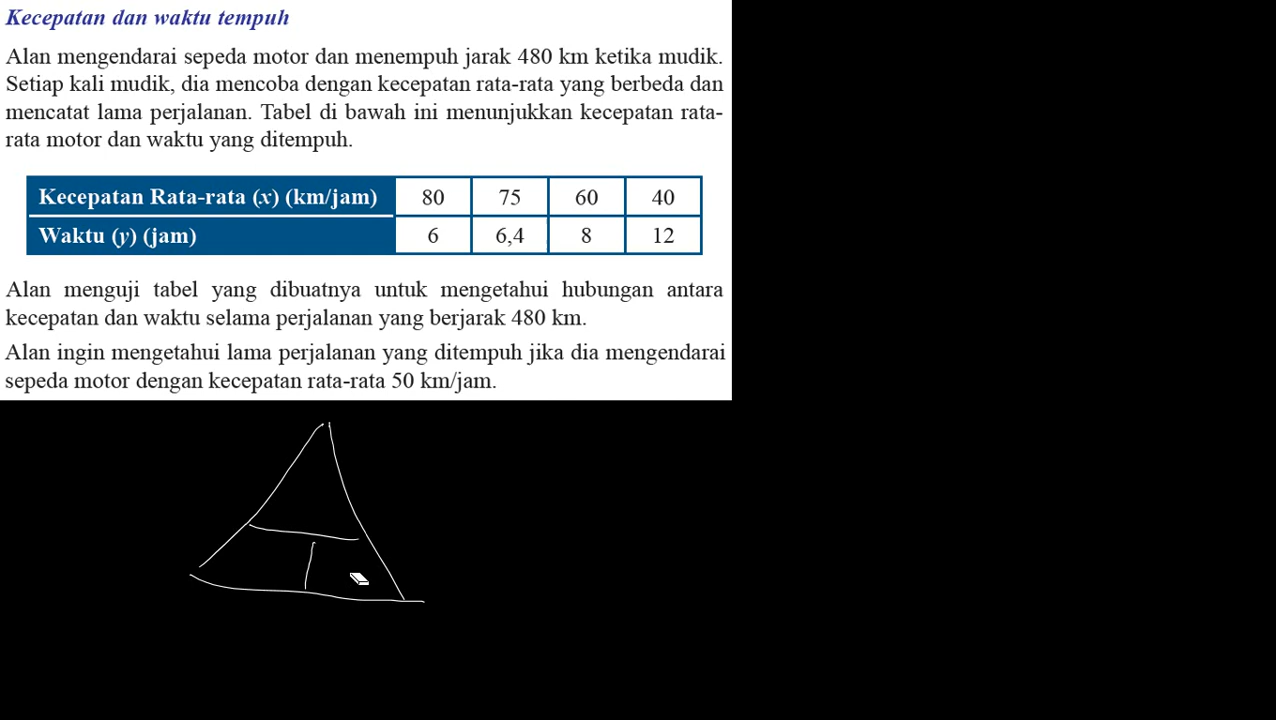 Kecepatan dan waktu tempuh
Alan mengendarai sepeda motor dan menempuh jarak 480 km ketika mudik.
Setiap kali mudik, dia mencoba dengan kecepatan rata-rata yang berbeda dan
mencatat lama perjalanan. Tabel di bawah ini menunjukkan kecepatan rata-
rata motor dan waktu yang ditempuh.
Kecepatan Rata-rata (x) (km/jam) 80 75 60 40
Waktu (y) (jam) 6 6,4 8 12
Alan menguji tabel yang dibuatnya untuk mengetahui hubungan antara
kecepatan dan waktu selama perjalanan yang berjarak 480 km.
Alan ingin mengetahui lama perjalanan yang ditempuh jika dia mengendarai
sepeda motor dengan kecepatan rata-rata 50 km/jam.